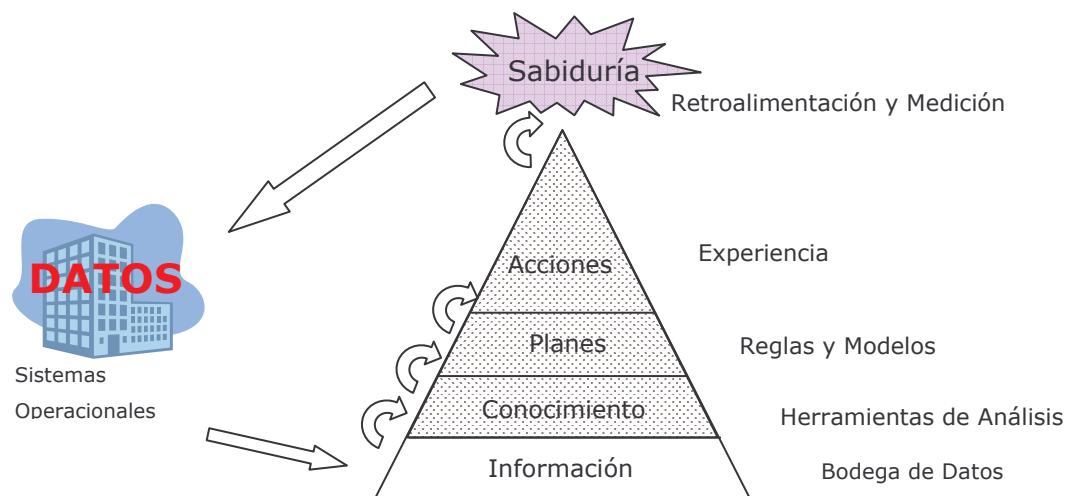 Sabiduría
Retroalimentación y Medición
Acciones
Experiencia
DATOS
Planes
Reglas y Modelos
Sistemas
Operacionales
Conocimiento
Herramientas de Análisis
Información
Bodega de Datos